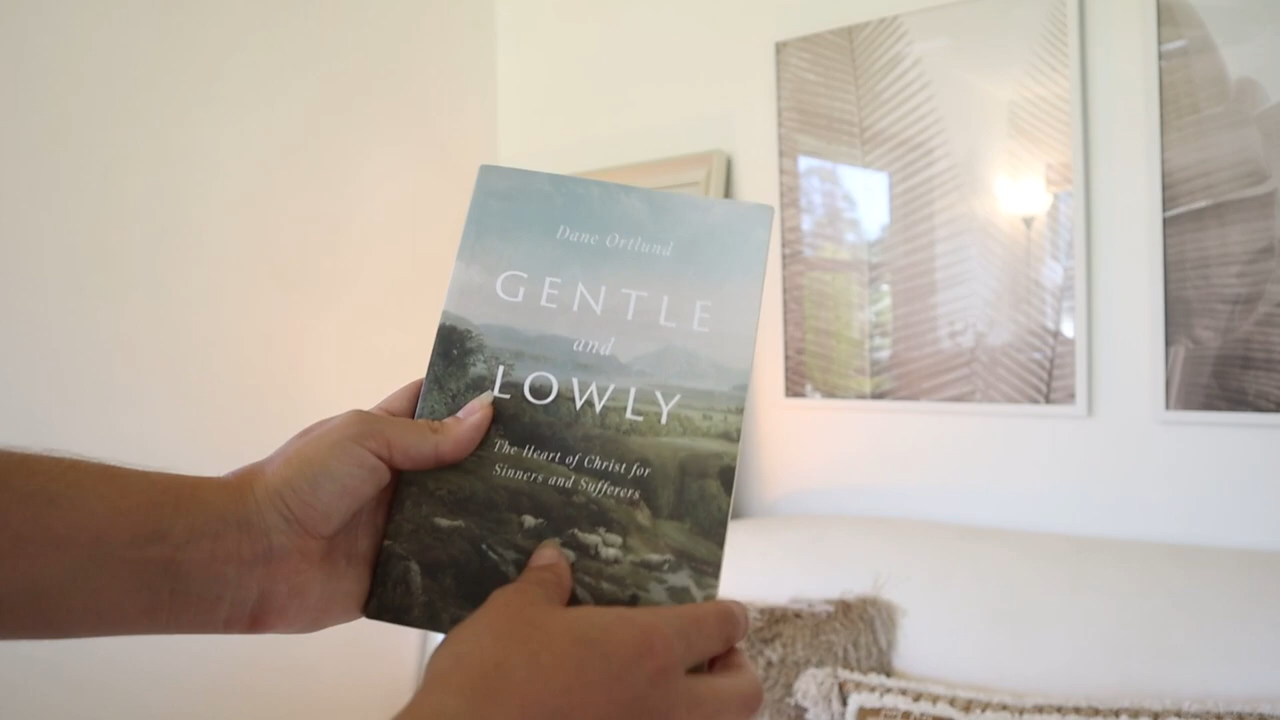 Dane Ortlund
GENTLE
and
LOWLY
The Heart of Christ for
Sinners and Sufferers